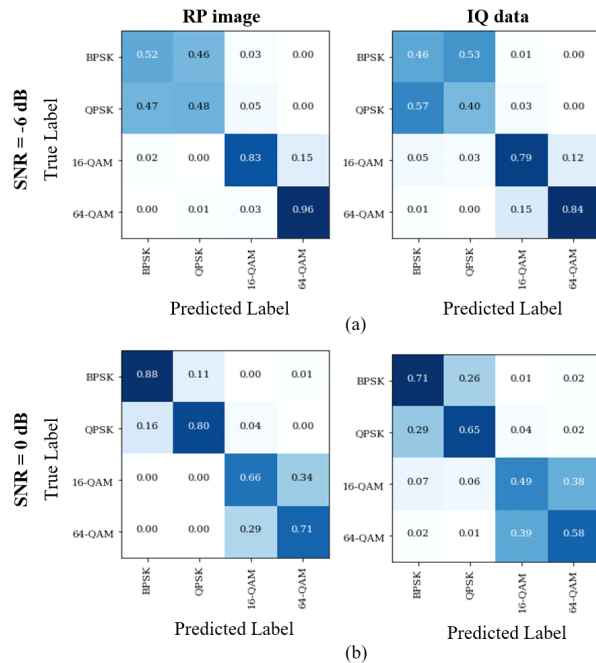 RP image IQ data
SNR = -6 dB
True Label
BPSK 0.52 0.46 0.03 0.00 BPSK 0.46 0.53 0.01 0.00
QPSK 0.47 0.48 0.05 0.00 QPSK 0.57 0.40 0.03 0.00
16-QAM 0.02 0.00 0.83 0.15 16-QAM 0.05 0.03 0.79 0.12
64-QAM 0.00 0.01 0.03 0.96 64-QAM 0.01 0.00 0.15 0.84
BPSK QPSK 16-QAM 64-QAM BPSK QPSK 16-QAM 64-QAM
Predicted Label Predicted Label
(a)
SNR = 0 dB
True Label
BPSK 0.88 0.11 0.00 0.01 BPSK 0.71 0.26 0.01 0.02
QPSK 0.16 0.80 0.04 0.00 QPSK 0.29 0.65 0.04 0.02
16-QAM 0.00 0.00 0.66 0.34 16-QAM 0.07 0.06 0.49 0.38
64-QAM 0.00 0.00 0.29 0.71 64-QAM 0.02 0.01 0.39 0.58
BPSK QPSK 16-QAM 64-QAM BPSK QPSK 16-QAM 64-QAM
Predicted Label Predicted Label
(b)